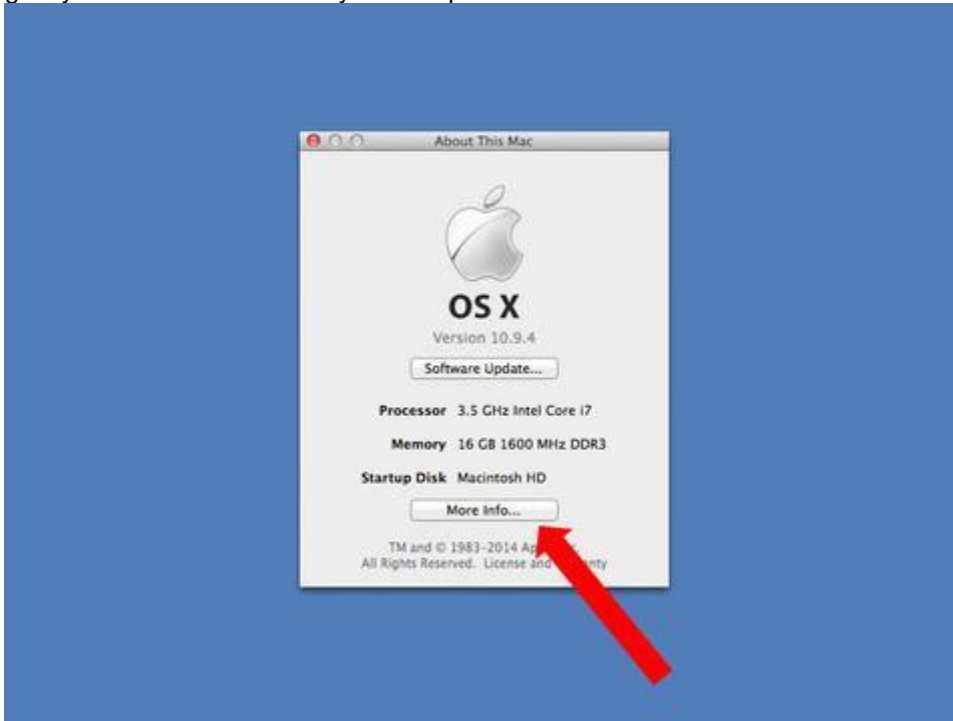 About This Mac
OS X
Version 10.9.4
Software Update...
Processor 3.5 GHz Intel Core i7
Memory 16 GB 1600 MHz DDR3
Startup Disk Macintosh HD
More Info...
TM and © 1983-2014
All Rights Reserved. License and